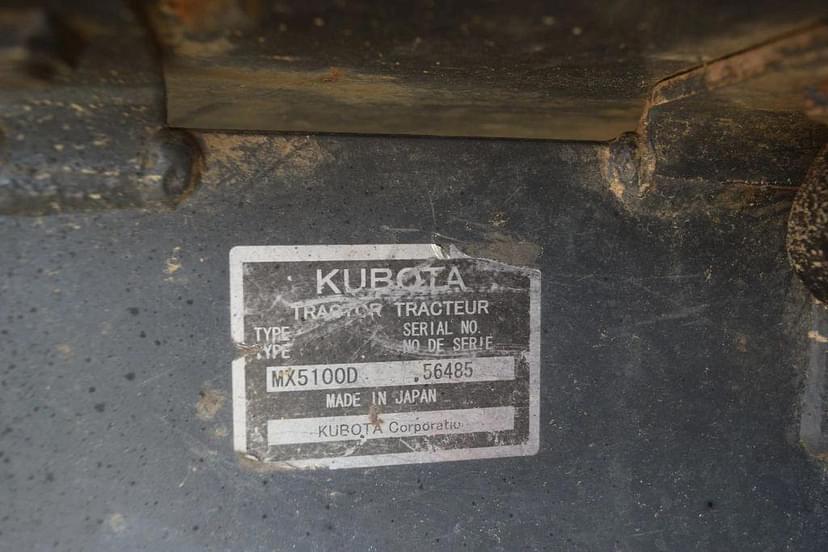 KUBOTA
TRACTOR TRACTEUR
TYPE SERIAL NO.
TYPE NO DE SERIE
MX5100D 56485
MADE IN JAPAN
KUBOTA Corporatio